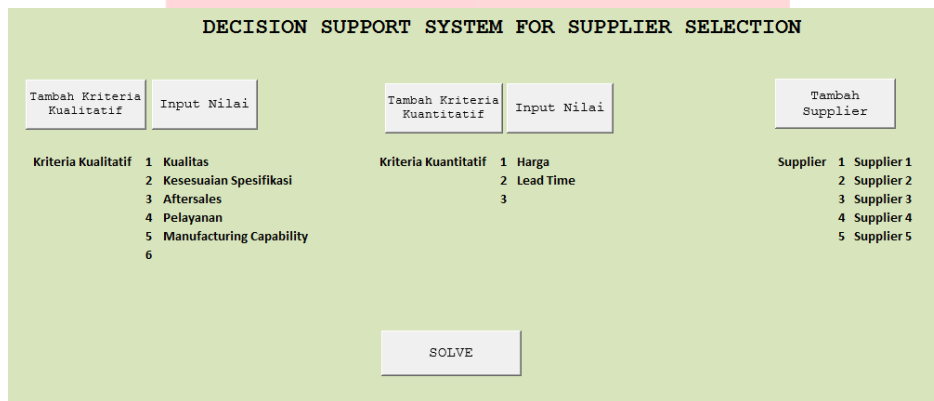 DECISION SUPPORT SYSTEM FOR SUPPLIER SELECTION
Tambah Kriteria
Kualitatif
Input Nilai
Tambah Kriteria
Kuantitatif
Input Nilai
Tambah
Supplier
Kriteria Kualitatif 1 Kualitas
2 Kesesuaian Spesifikasi
3 Aftersales
4 Pelayanan
5 Manufacturing Capability
6
Kriteria Kuantitatif 1 Harga
2 Lead Time
3
Supplier 1 Supplier 1
2 Supplier 2
3 Supplier 3
4 Supplier 4
5 Supplier 5
SOLVE